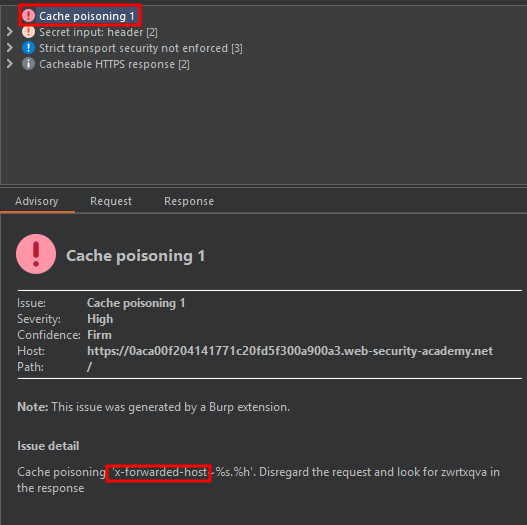 Cache poisoning 1
Secret input: header [2]
Strict transport security not enforced [3]
Cacheable HTTPS response [2]
Advisory Request Response
Cache poisoning 1
Issue: Cache poisoning 1
Severity: High
Confidence: Firm
Host: https://0aca00f204141771c20fd5f300a900a3.web-security-academy.net
Path: /
Note: This issue was generated by a Burp extension.
Issue detail
Cache poisoning: 'x-forwarded-host~%s.%h'. Disregard the request and look for zwrtxqva in
the response